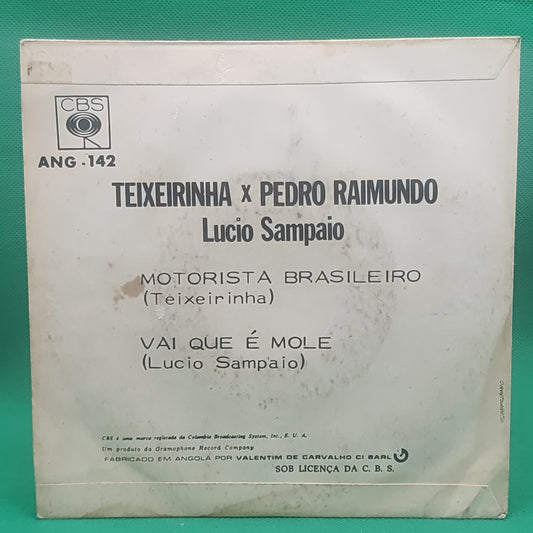 CBS
ANG - 142
TEIXEIRINHA x PEDRO RAIMUNDO
Lucio Sampaio
MOTORISTA BRASILEIRO
(Teixeirinha)
VAI QUE É MOLE
(Lucio Sampaio)
CBS é uma marca registada da Columbia Broadcasting System, Inc., E. U. A.
Um produto da Gramophone Record Company
FABRICADO EM ANGOLA POR VALENTIM DE CARVALHO CI SARL
SOB LICENÇA DA C. B. S.